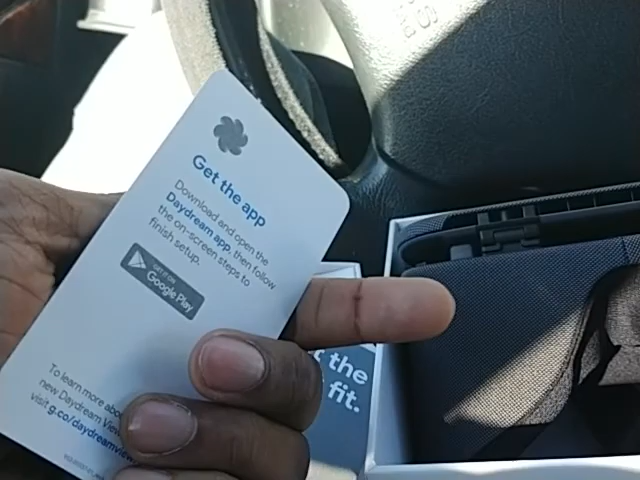 Get the app
Download and open the
Daydream app, then follow
the on-screen steps to
finish setup.
GET IT ON
Google Play
To learn more abo
new Daydream View
visit g.co/daydreamview
the
fit.